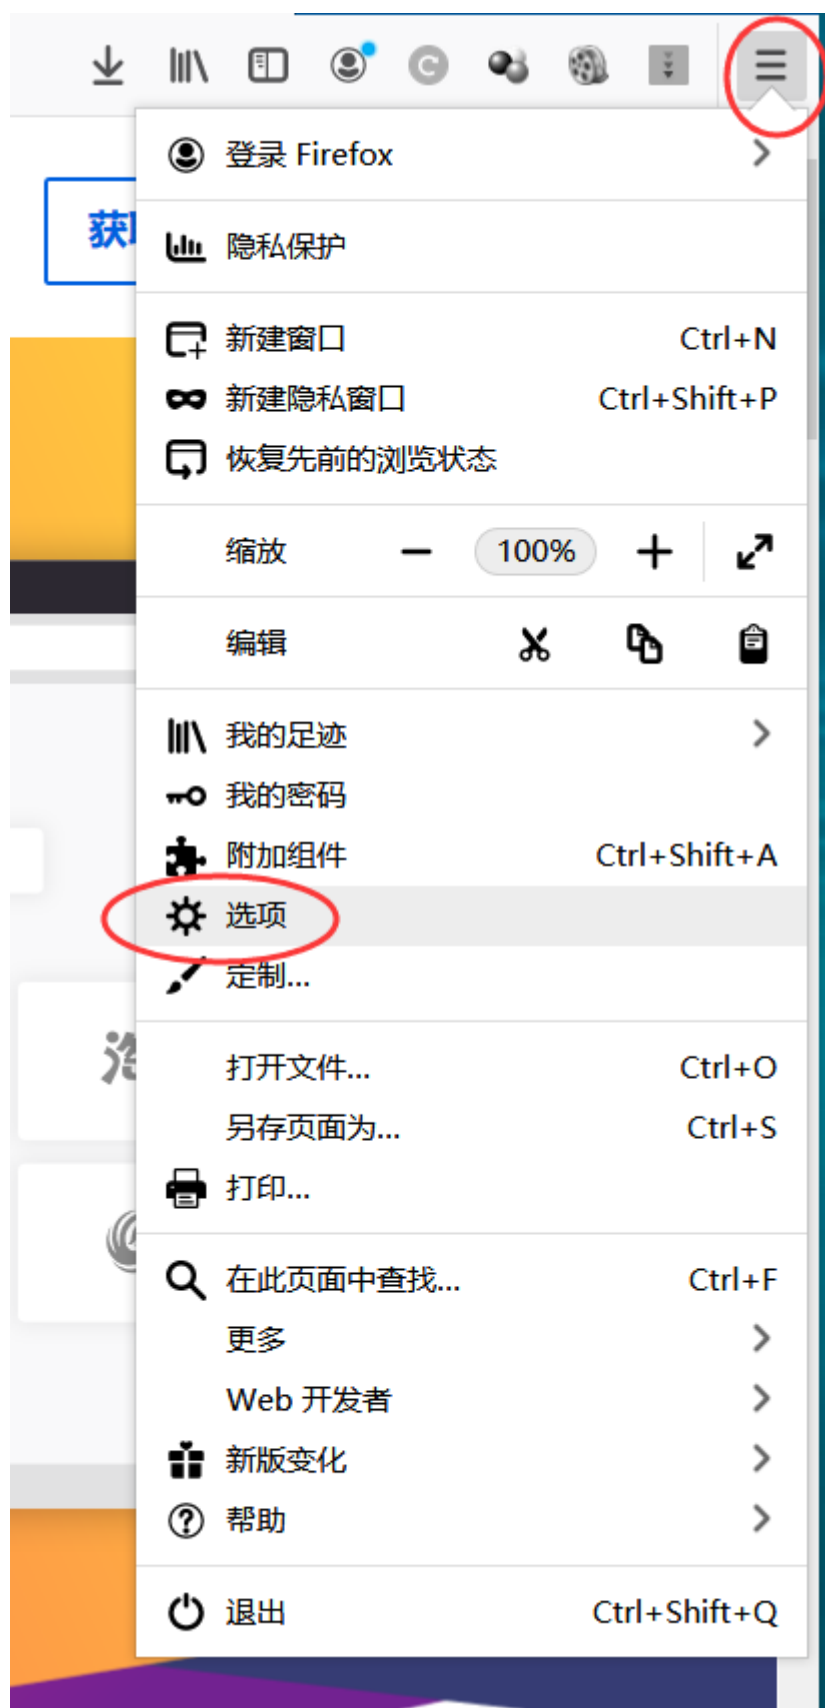 获
登录 Firefox
隐私保护
新建窗口 Ctrl+N
新建隐私窗口 Ctrl+Shift+P
恢复先前的浏览状态
缩放 100%
编辑
我的足迹
我的密码
附加组件 Ctrl+Shift+A
选项
定制...
打开文件... Ctrl+O
另存页面为... Ctrl+S
打印...
在此页面中查找... Ctrl+F
更多
Web 开发者
新版变化
帮助
退出 Ctrl+Shift+Q